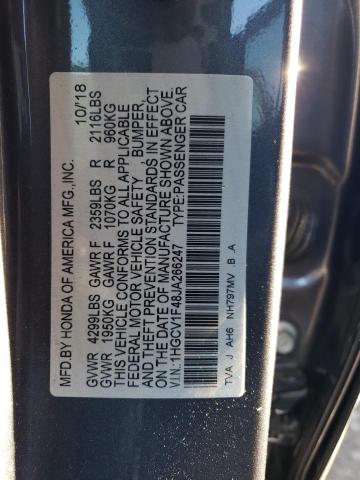 MFD.BY HONDA OF AMERICA MFG.,INC. 10/'18
GVWR 4299LBS GAWR F 2359LBS R 2116LBS
GVWR 1950KG GAWR F 1070KG R 960KG
THIS VEHICLE CONFORMS TO ALL APPLICABLE
FEDERAL MOTOR VEHICLE SAFETY , BUMPER,
AND THEFT PREVENTION STANDARDS IN EFFECT
ON THE DATE OF MANUFACTURE SHOWN ABOVE.
V.I.N.: 1HGCV1F48JA266247 TYPE:PASSENGER CAR
TVA J AH6 NH797MV B A